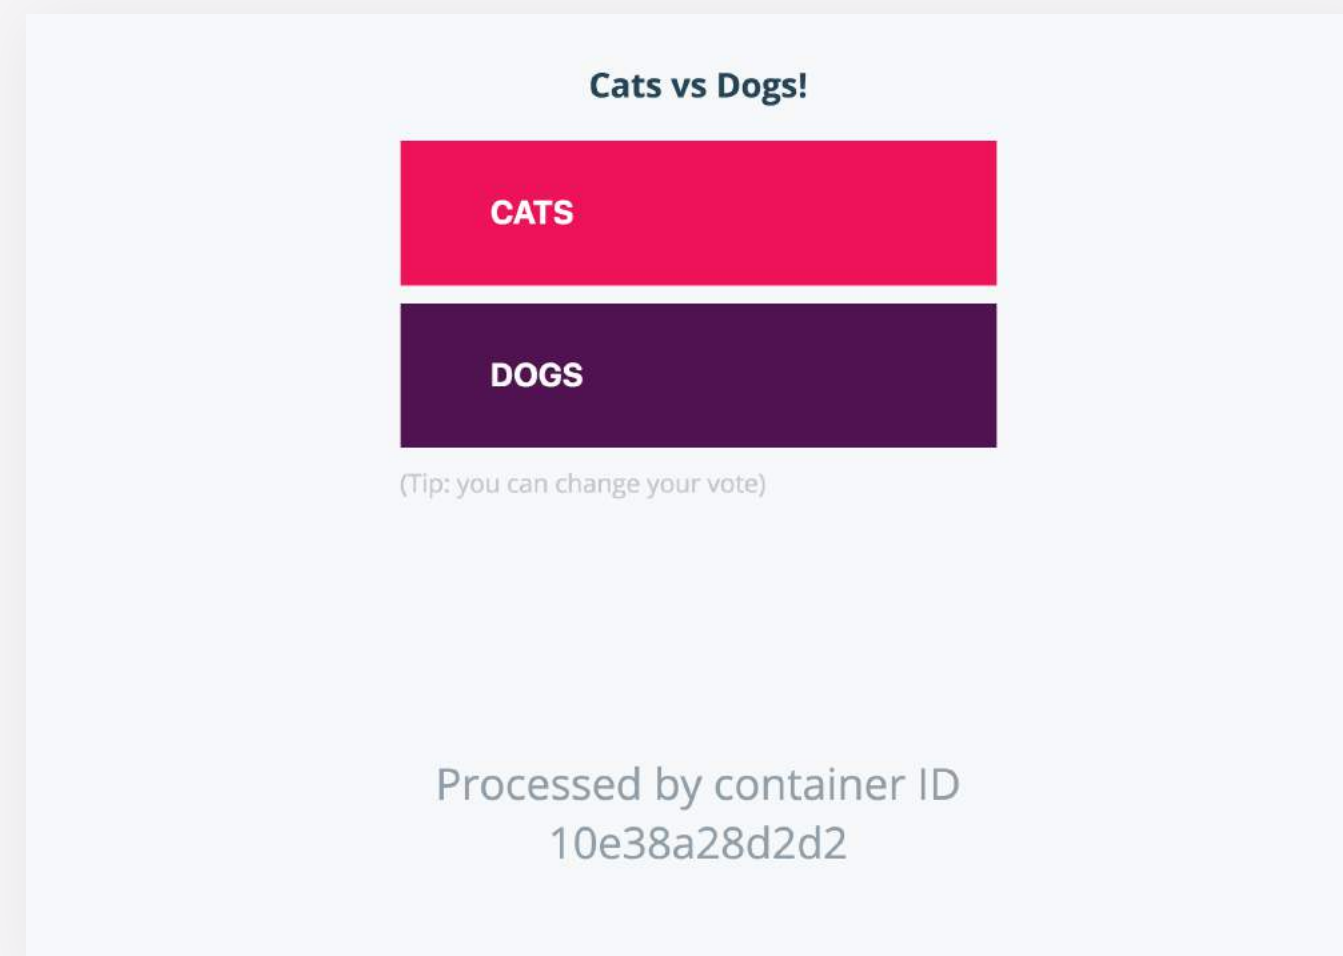 Cats vs Dogs!
CATS
DOGS
(Tip: you can change your vote)
Processed by container ID
10e38a28d2d2